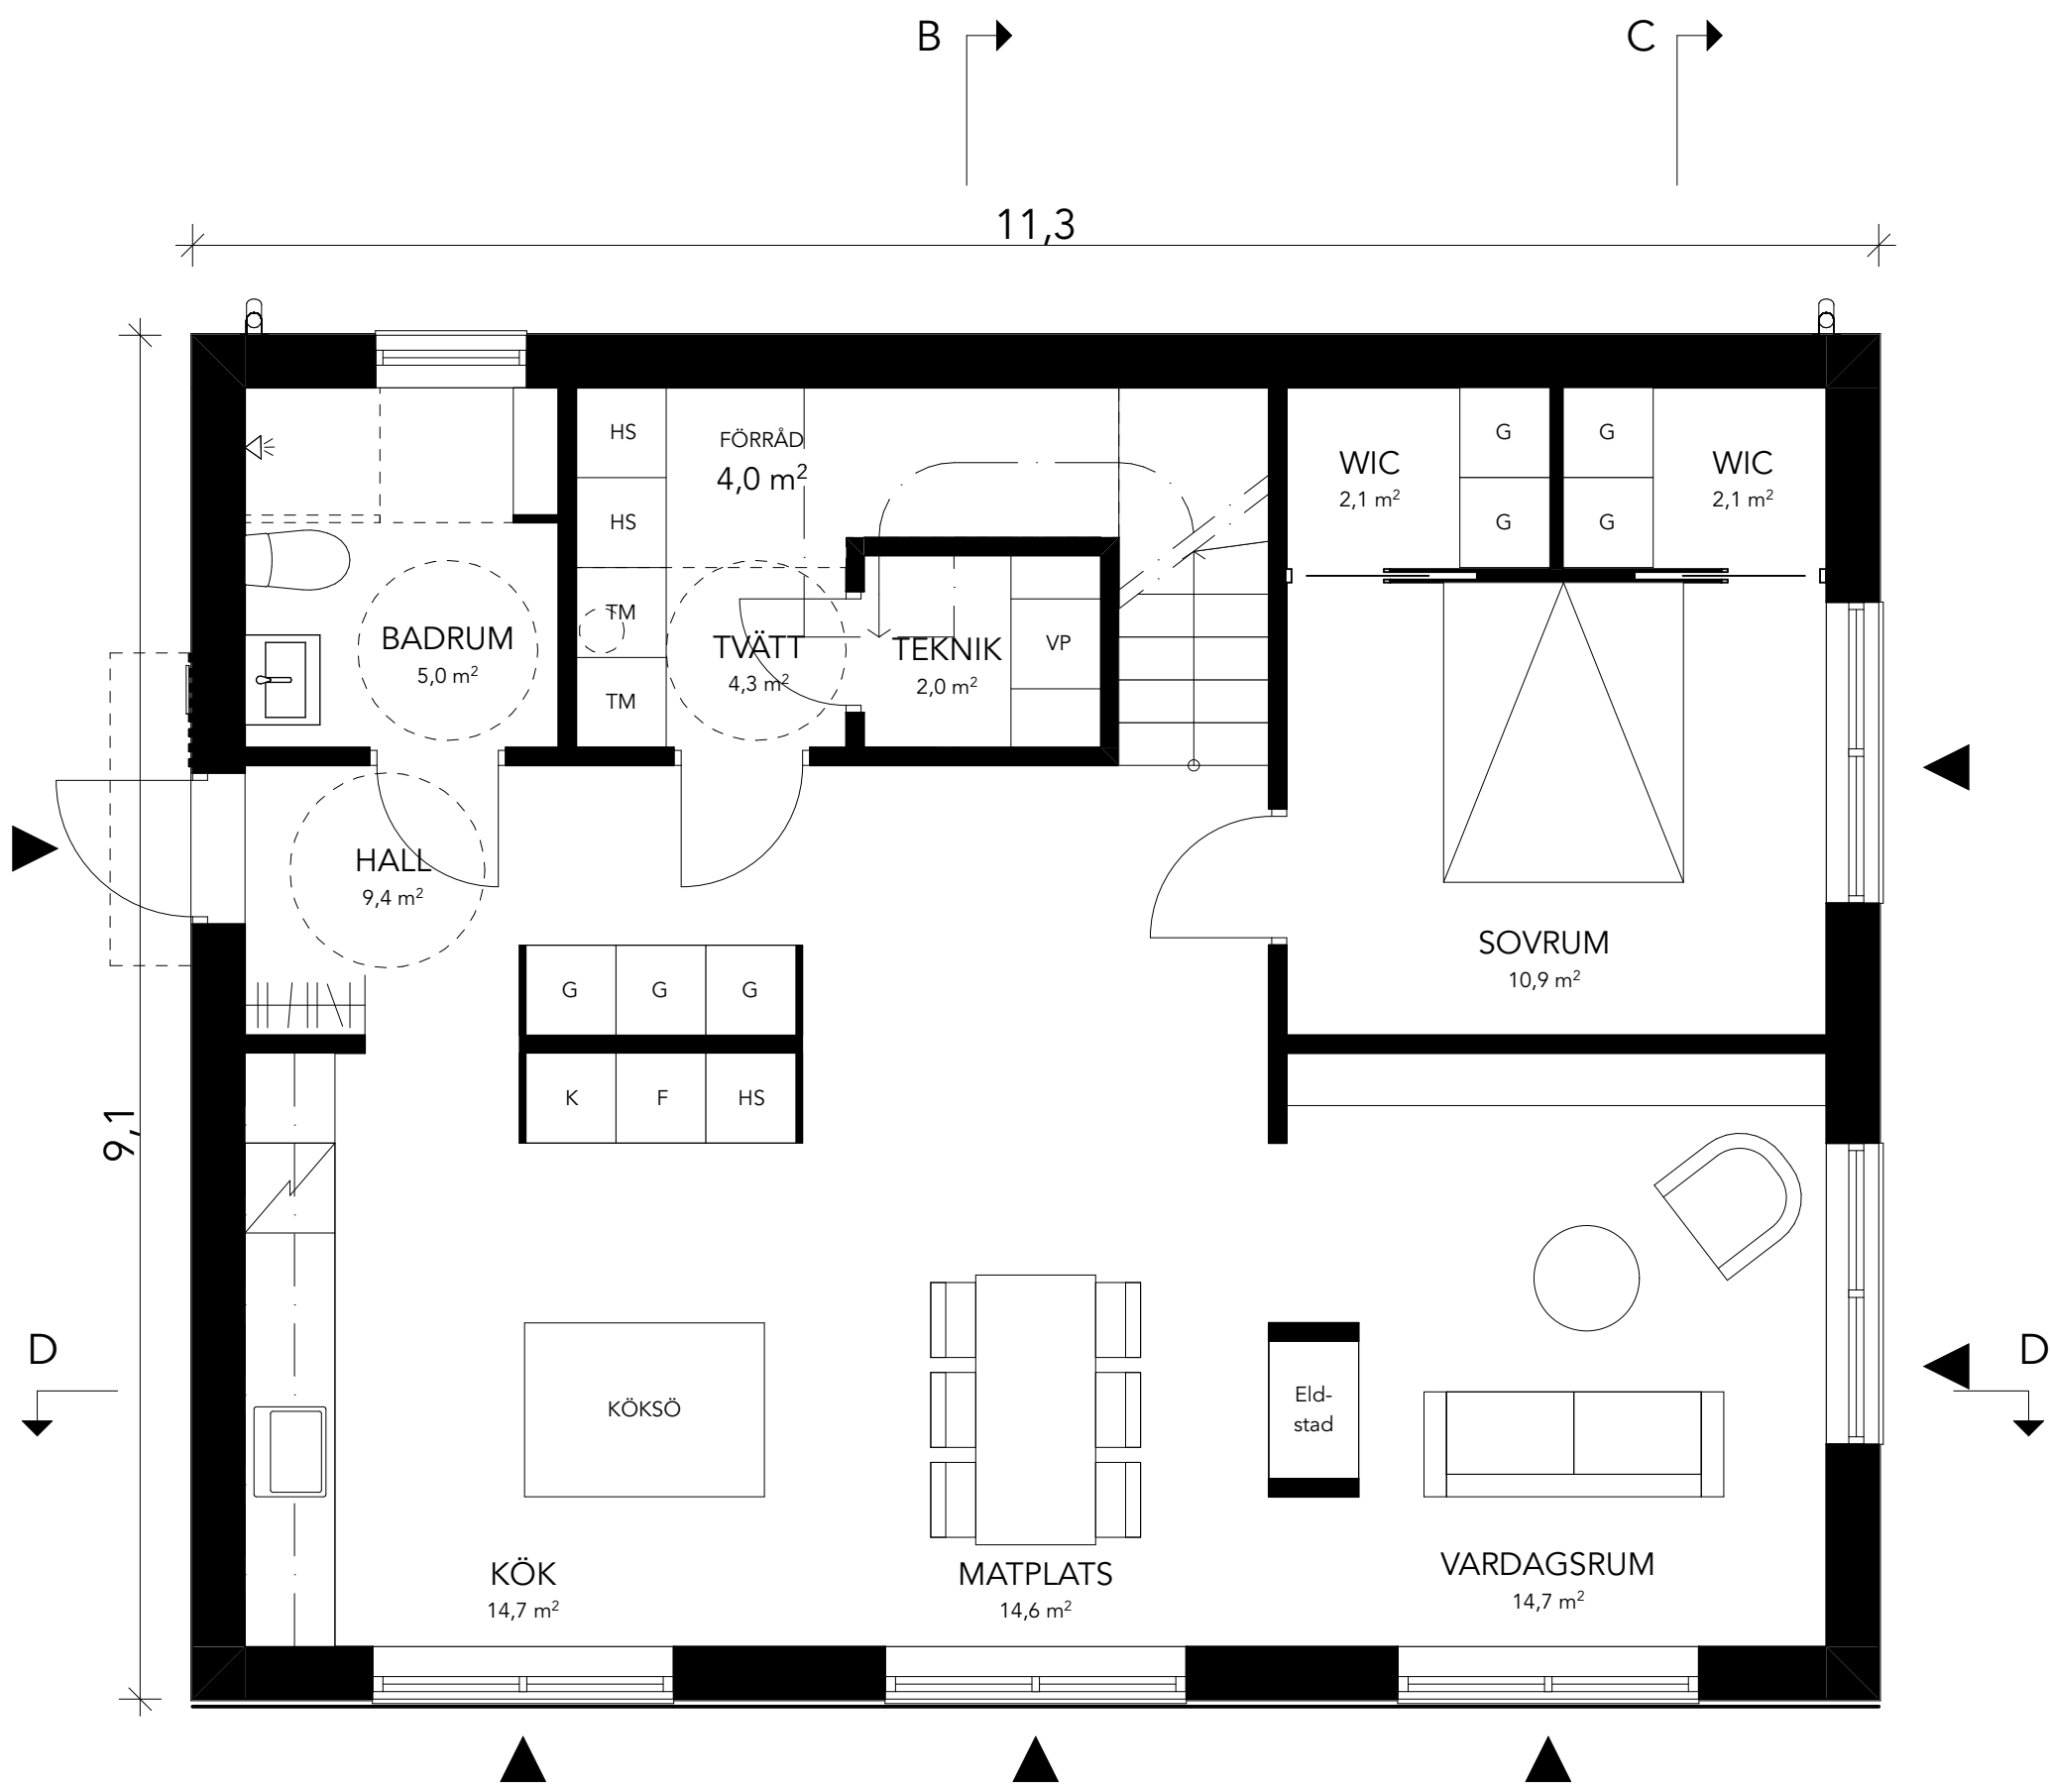 B
C
11,3
HS
FÖRRÅD
4,0 m²
HS
WIC
2,1 m²
G
G
G
G
WIC
2,1 m²
BADRUM
5,0 m²
TM
TM
TVÄTT
4,3 m²
TEKNIK
2,0 m²
VP
HALL
9,4 m²
SOVRUM
10,9 m²
G
G
G
K
F
HS
9,1
D
D
KÖKSÖ
Eld-
stad
KÖK
14,7 m²
MATPLATS
14,6 m²
VARDAGSRUM
14,7 m²